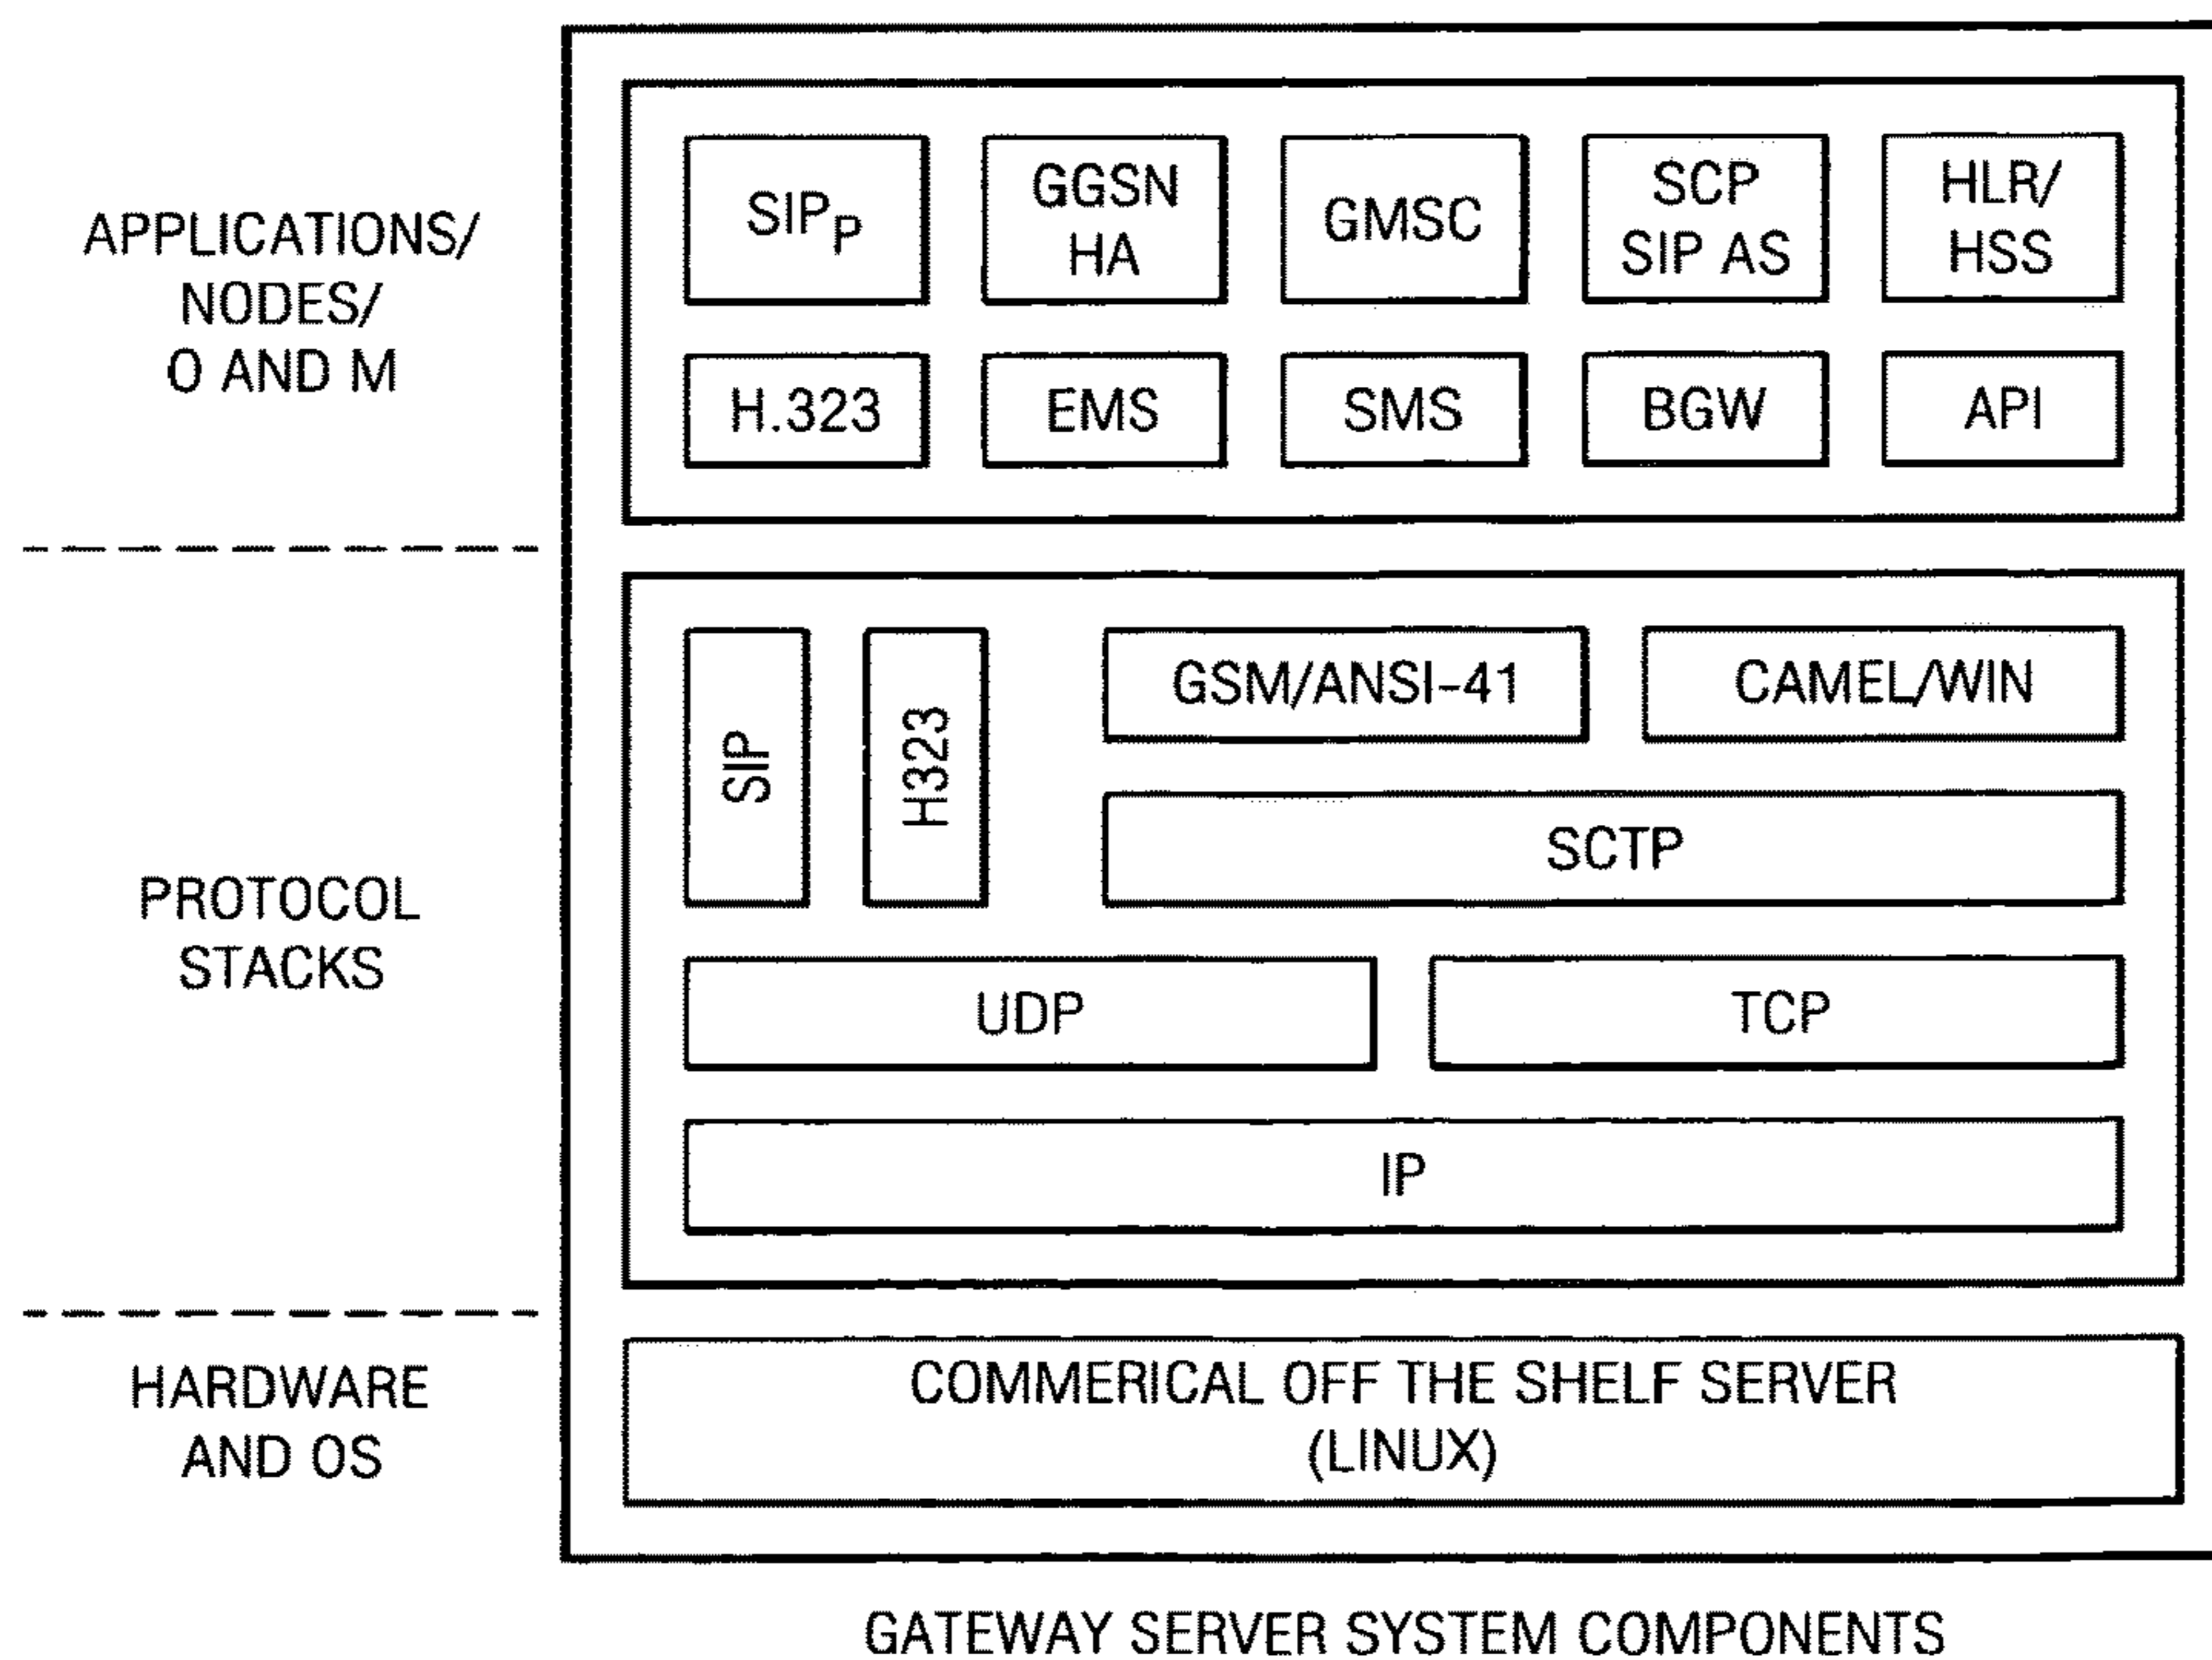 APPLICATIONS/
NODES/
O AND M
SIPP
GGSN
HA
GMSC
SCP
SIP AS
HLR/
HSS
H.323
EMS
SMS
BGW
API
PROTOCOL
STACKS
SIP
H323
GSM/ANSI-41
CAMEL/WIN
SCTP
UDP
TCP
IP
HARDWARE
AND OS
COMMERICAL OFF THE SHELF SERVER
(LINUX)
GATEWAY SERVER SYSTEM COMPONENTS